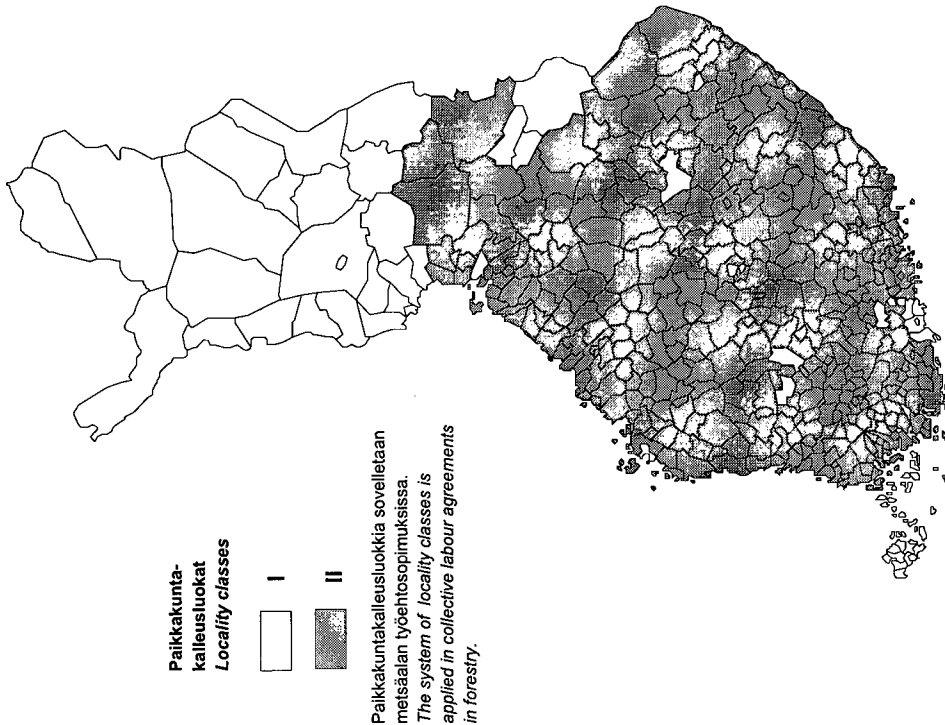 Paikkakunta-
kalleusluokat
Locality classes
I
II
Paikkakuntakalleusluokkia sovelletaan
metsäalan työehtosopimuksissa.
The system of locality classes is
applied in collective labour agreements
in forestry.